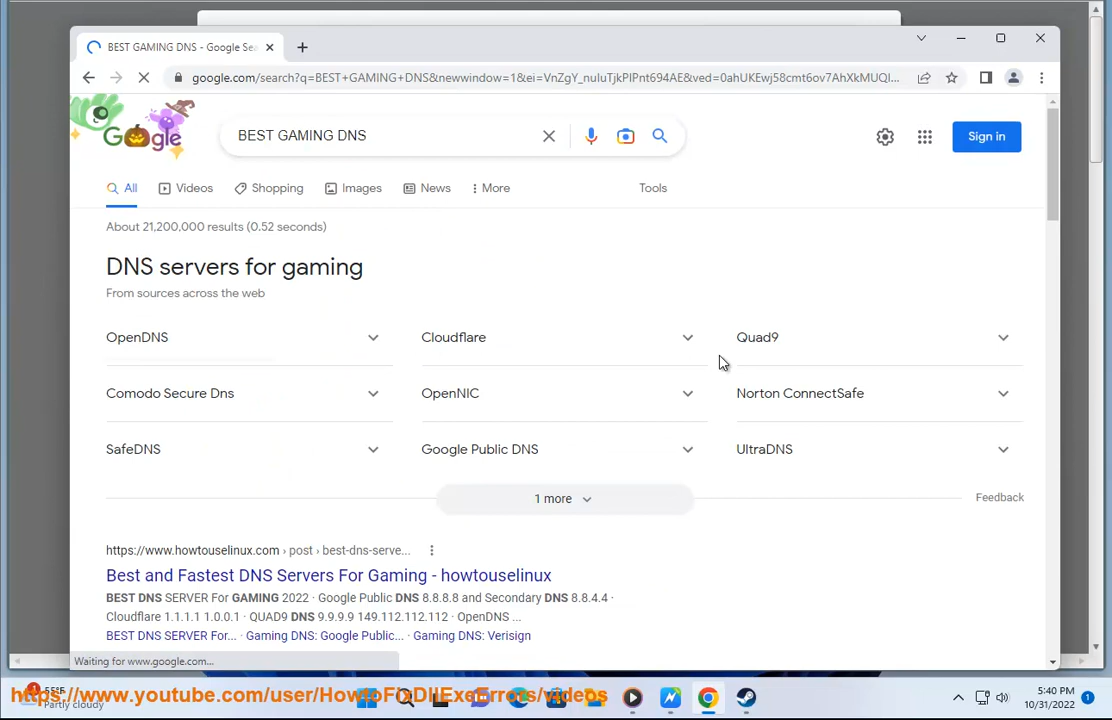 BEST GAMING DNS - Google Sea
google.com/search?q=BEST+GAMING+DNS&newwindow=1&ei=VnZgY_nuIuTjkPIPnt694AE&ved=0ahUKEwj58cmt6ov7AhXkMUQI...
Google
BEST GAMING DNS
Sign in
All Videos Shopping Images News More Tools
About 21,200,000 results (0.52 seconds)
DNS servers for gaming
From sources across the web
OpenDNS Cloudflare Quad9
Comodo Secure Dns OpenNIC Norton ConnectSafe
SafeDNS Google Public DNS UltraDNS
1 more
Feedback
https://www.howtouselinux.com › post › best-dns-serve...
Best and Fastest DNS Servers For Gaming - howtouselinux
BEST DNS SERVER For GAMING 2022 · Google Public DNS 8.8.8.8 and Secondary DNS 8.8.4.4 ·
Cloudflare 1.1.1.1 1.0.0.1 · QUAD9 DNS 9.9.9.9 149.112.112.112 · OpenDNS ...
BEST DNS SERVER For... · Gaming DNS: Google Public... · Gaming DNS: Verisign
Waiting for www.google.com...
https://www.youtube.com/user/HowtoFixDllExeErrors/videos
55°F
Partly cloudy
5:40 PM
10/31/2022
1